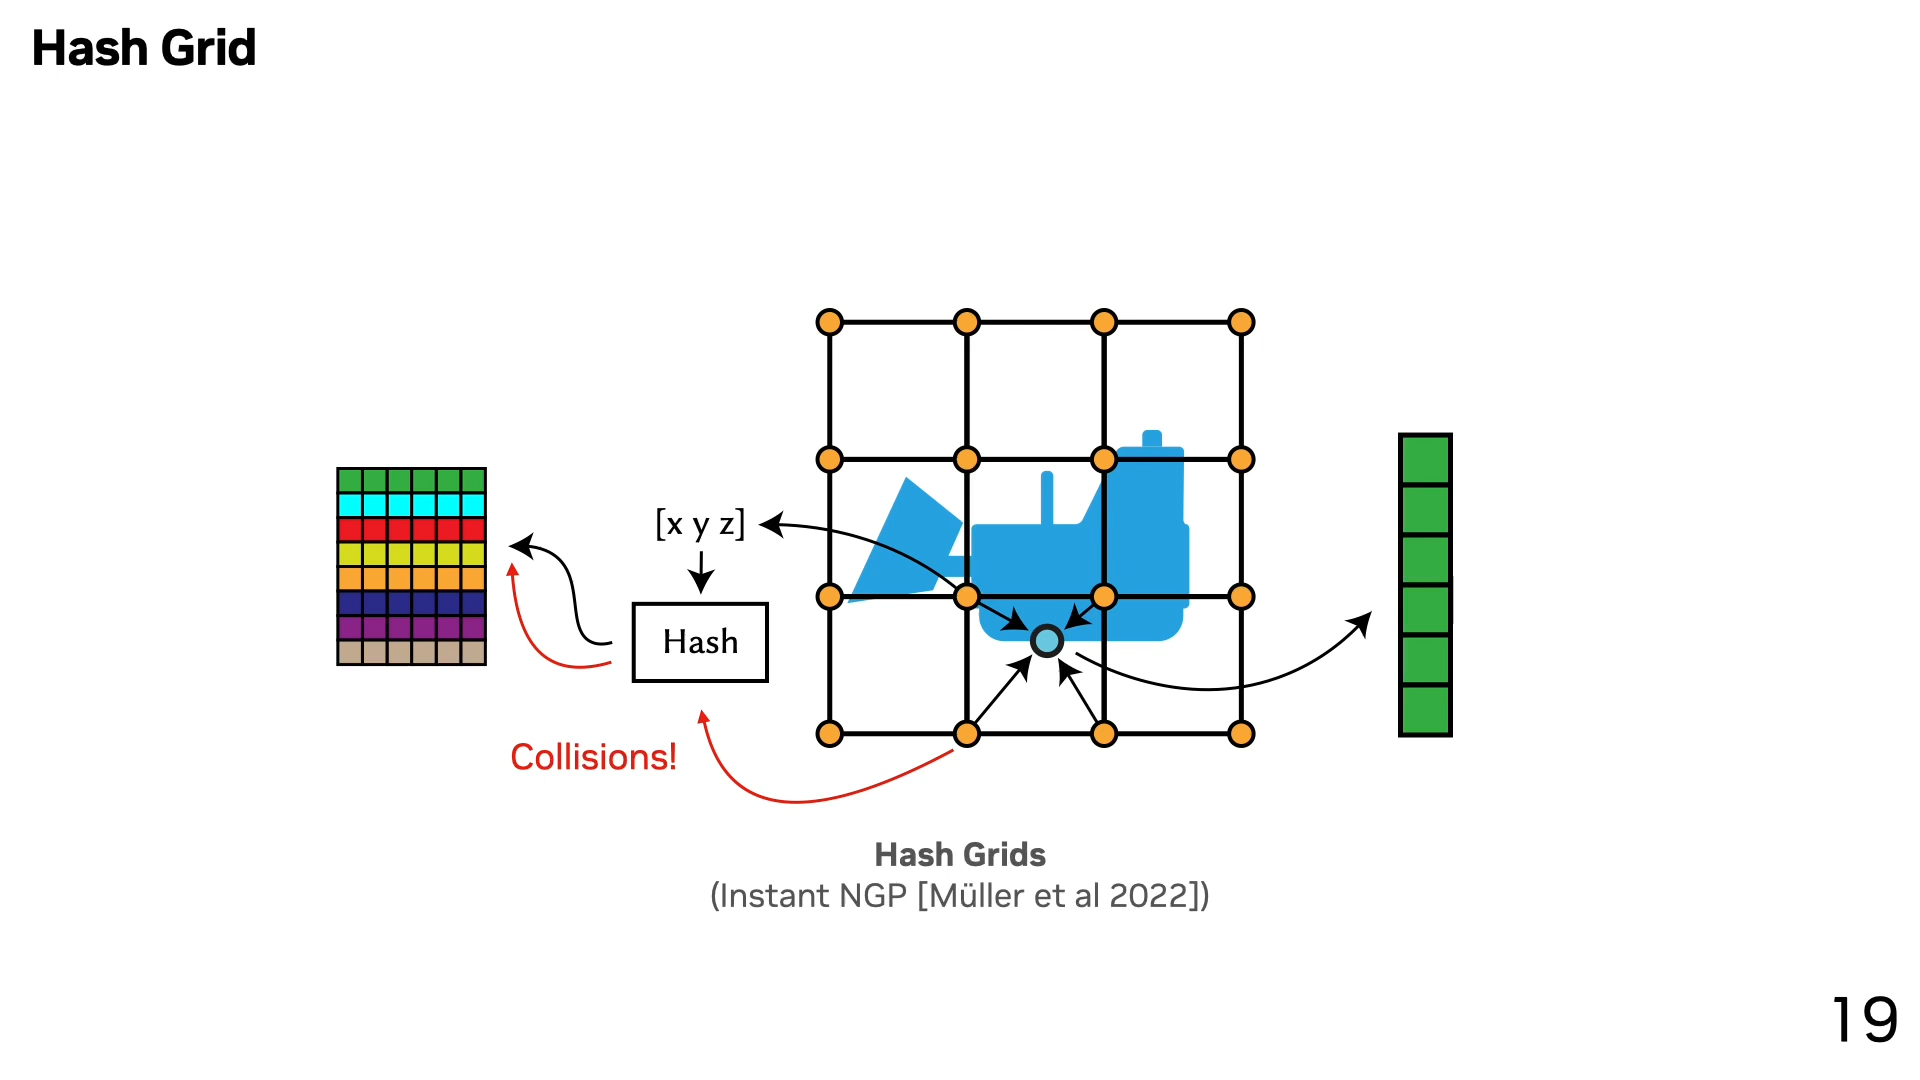 Hash Grid
[x y z]
Hash
Collisions!
Hash Grids
(Instant NGP [Müller et al 2022])
19